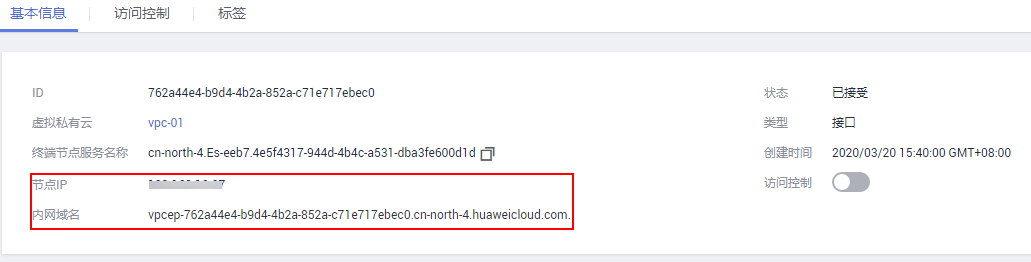 基本信息 访问控制 标签
ID 762a44e4-b9d4-4b2a-852a-c71e717ebec0 状态 已接受
虚拟私有云 vpc-01 类型 接口
终端节点服务名称 cn-north-4.Es-eeb7.4e5f4317-944d-4b4c-a531-dba3fe600d1d 创建时间 2020/03/20 15:40:00 GMT+08:00
节点IP 访问控制
内网域名 vpcep-762a44e4-b9d4-4b2a-852a-c71e717ebec0.cn-north-4.huaweicloud.com.